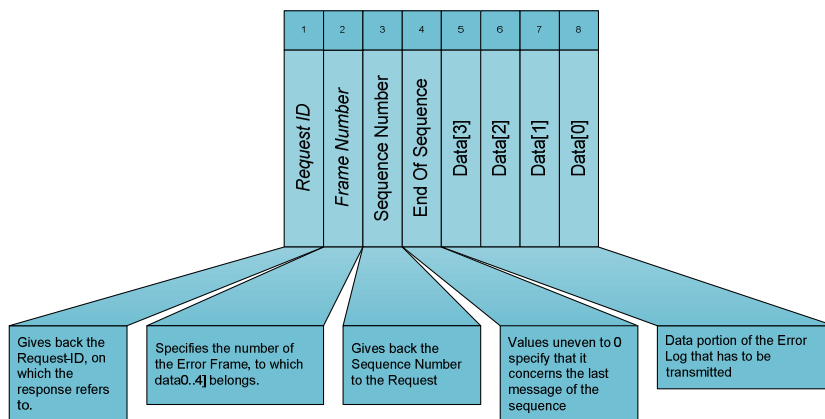 1 2 3 4 5 6 7 8
Request ID
Frame Number
Sequence Number
End Of Sequence
Data[3]
Data[2]
Data[1]
Data[0]
Gives back the
Request-ID, on
which the
response refers
to.
Specifies the number of
the Error Frame, to which
data0..4] belongs.
Gives back the
Sequence Number
to the Request
Values uneven to 0
specify that it
concerns the last
message of the
sequence
Data portion of the Error
Log that has to be
transmitted